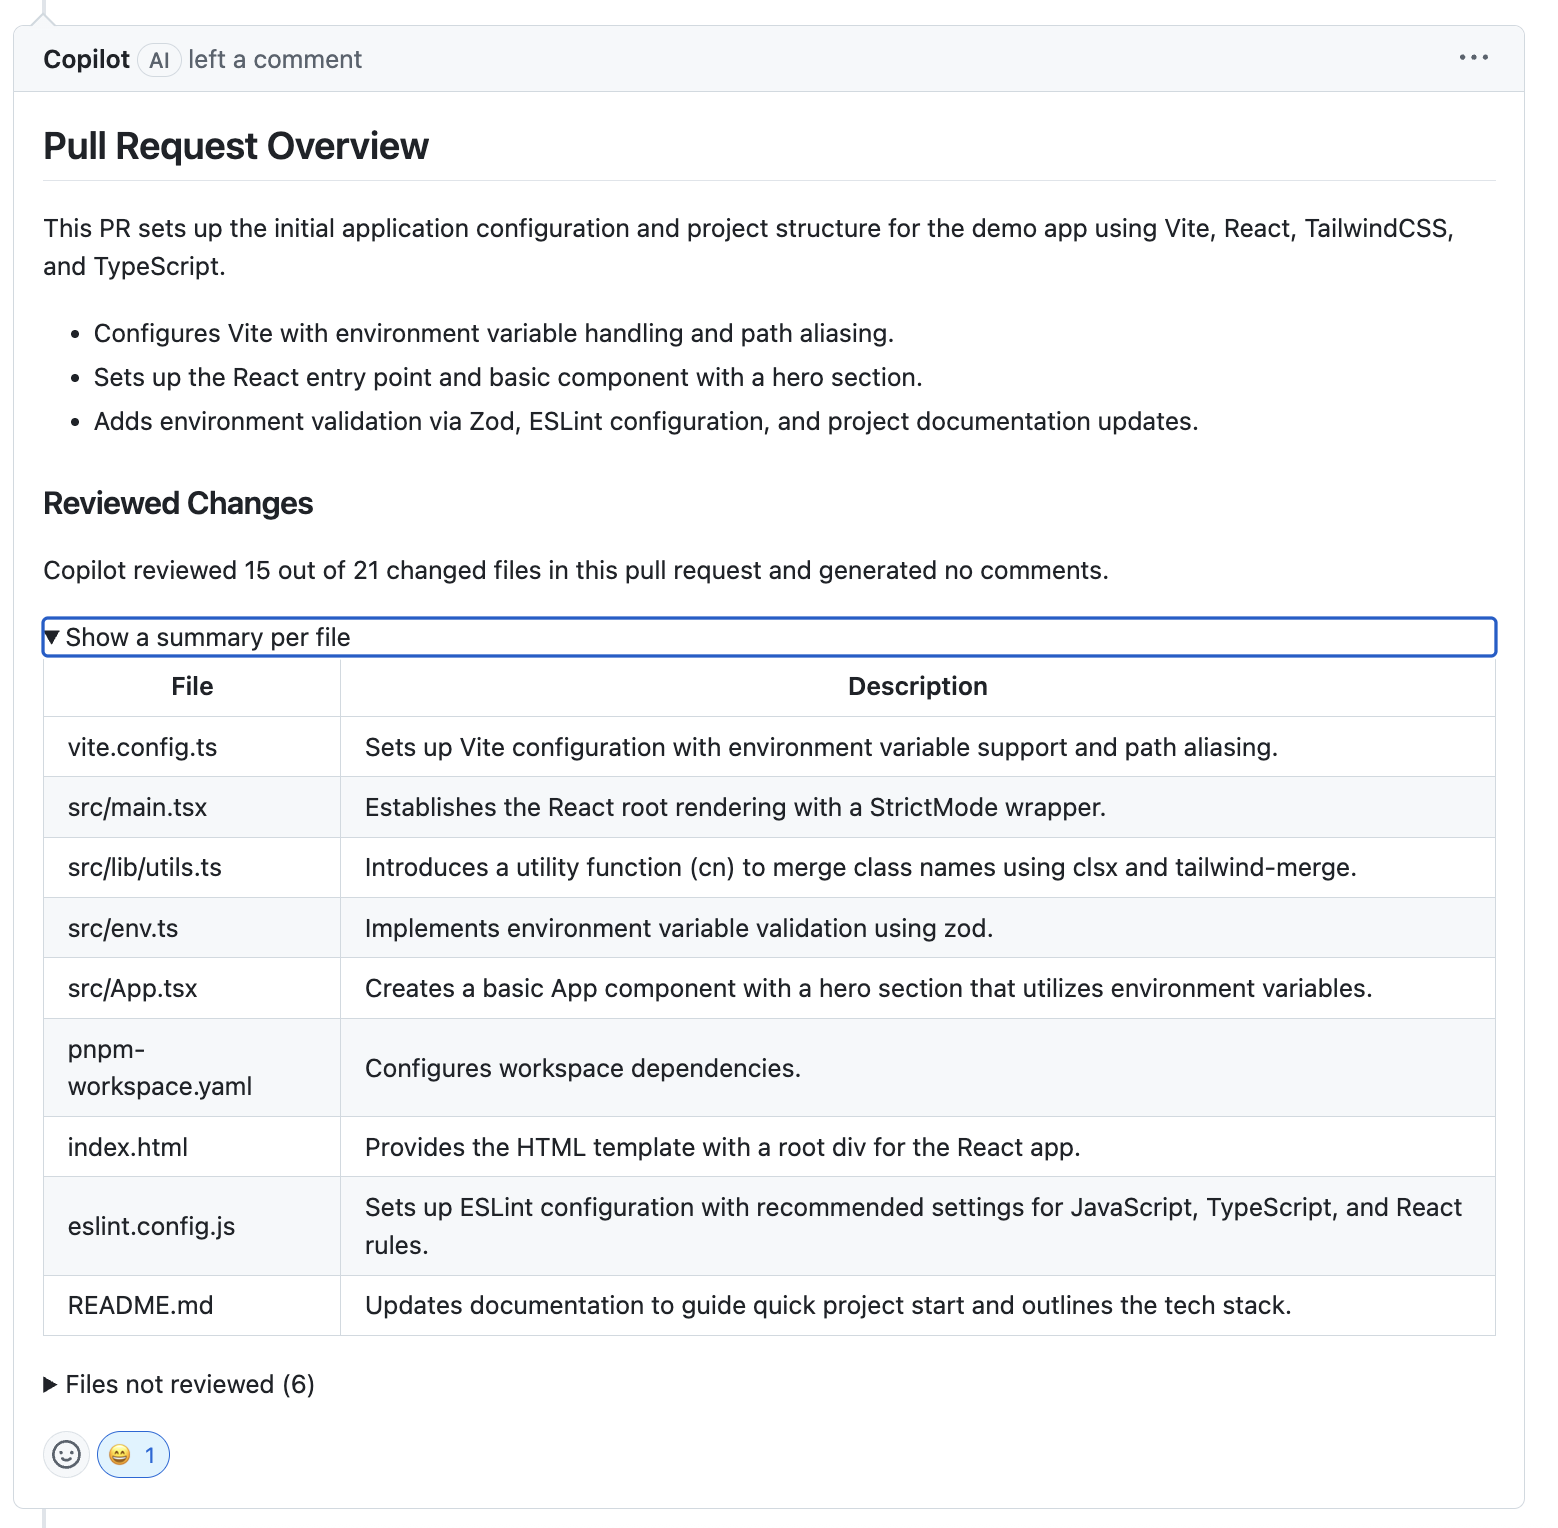 Copilot AI left a comment
Pull Request Overview
This PR sets up the initial application configuration and project structure for the demo app using Vite, React, TailwindCSS,
and TypeScript.
• Configures Vite with environment variable handling and path aliasing.
• Sets up the React entry point and basic component with a hero section.
• Adds environment validation via Zod, ESLint configuration, and project documentation updates.
Reviewed Changes
Copilot reviewed 15 out of 21 changed files in this pull request and generated no comments.
Show a summary per file
File Description
vite.config.ts Sets up Vite configuration with environment variable support and path aliasing.
src/main.tsx Establishes the React root rendering with a StrictMode wrapper.
src/lib/utils.ts Introduces a utility function (cn) to merge class names using clsx and tailwind-merge.
src/env.ts Implements environment variable validation using zod.
src/App.tsx Creates a basic App component with a hero section that utilizes environment variables.
pnpm-
workspace.yaml
Configures workspace dependencies.
index.html Provides the HTML template with a root div for the React app.
eslint.config.js
Sets up ESLint configuration with recommended settings for JavaScript, TypeScript, and React
rules.
README.md Updates documentation to guide quick project start and outlines the tech stack.
Files not reviewed (6)
😄 1